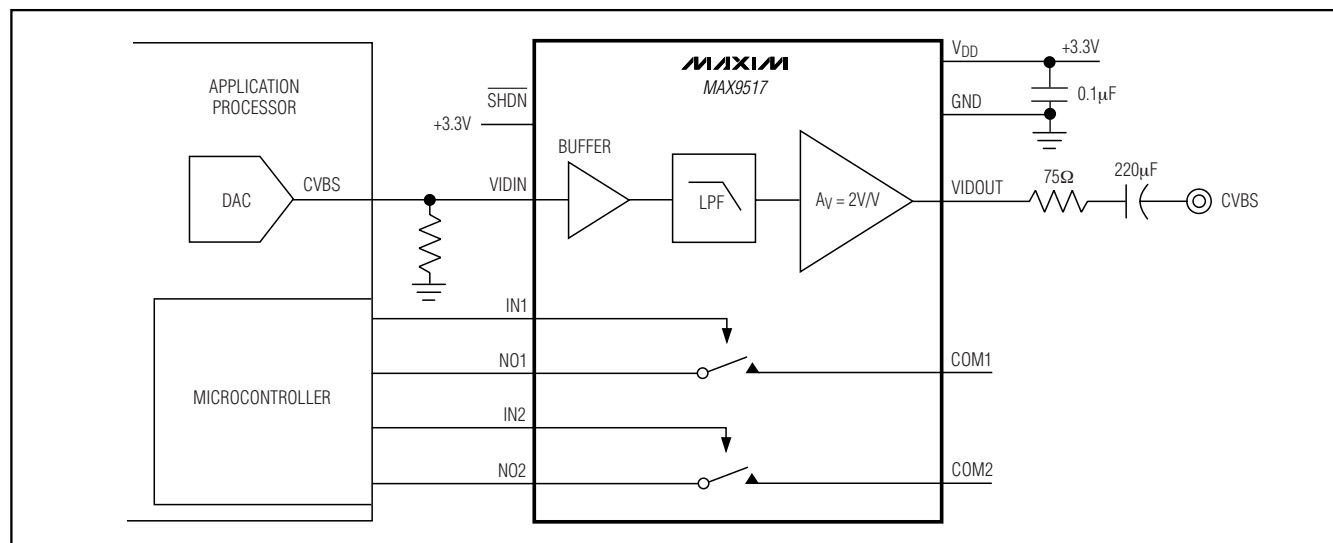 APPLICATION
PROCESSOR
DAC
CVBS
MICROCONTROLLER
+3.3V
SHDN
VIDIN
IN1
NO1
IN2
NO2
MAXIM
MAX9517
BUFFER
LPF
AV = 2V/V
VDD
+3.3V
0.1µF
GND
VIDOUT
75Ω
220µF
CVBS
COM1
COM2